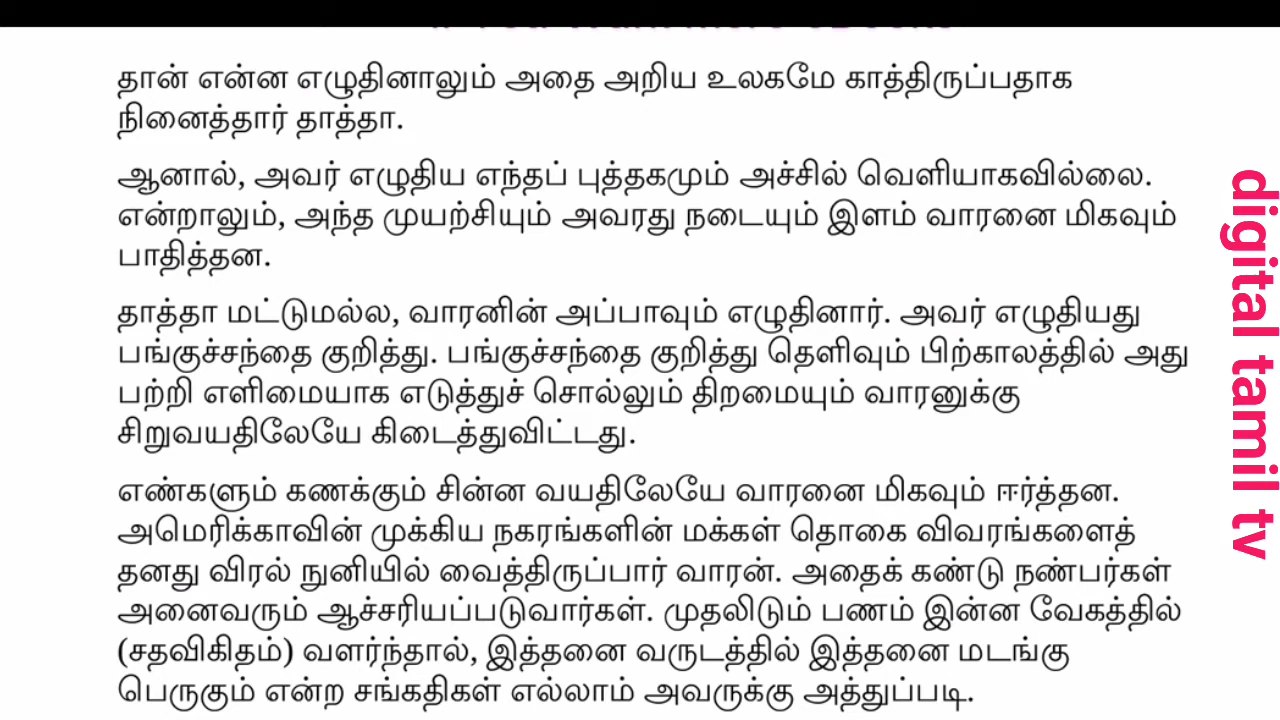 தான் என்ன எழுதினாலும் அதை அறிய உலகமே காத்திருப்பதாக
நினைத்தார் தாத்தா.
ஆனால், அவர் எழுதிய எந்தப் புத்தகமும் அச்சில் வெளியாகவில்லை.
என்றாலும், அந்த முயற்சியும் அவரது நடையும் இளம் வாரனை மிகவும்
பாதித்தன.
தாத்தா மட்டுமல்ல, வாரனின் அப்பாவும் எழுதினார். அவர் எழுதியது
பங்குச்சந்தை குறித்து. பங்குச்சந்தை குறித்து தெளிவும் பிற்காலத்தில் அது
பற்றி எளிமையாக எடுத்துச் சொல்லும் திறமையும் வாரனுக்கு
சிறுவயதிலேயே கிடைத்துவிட்டது.
எண்களும் கணக்கும் சின்ன வயதிலேயே வாரனை மிகவும் ஈர்த்தன.
அமெரிக்காவின் முக்கிய நகரங்களின் மக்கள் தொகை விவரங்களைத்
தனது விரல் நுனியில் வைத்திருப்பார் வாரன். அதைக் கண்டு நண்பர்கள்
அனைவரும் ஆச்சரியப்படுவார்கள். முதலிடும் பணம் இன்ன வேகத்தில்
(சதவிகிதம்) வளர்ந்தால், இத்தனை வருடத்தில் இத்தனை மடங்கு
பெருகும் என்ற சங்கதிகள் எல்லாம் அவருக்கு அத்துப்படி.
digital tamil tv